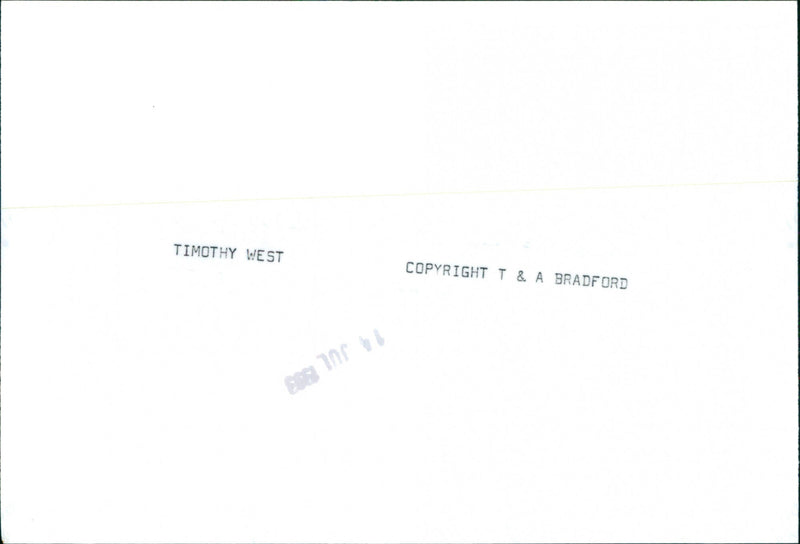 TIMOTHY WEST
COPYRIGHT T & A BRADFORD
14 JUL